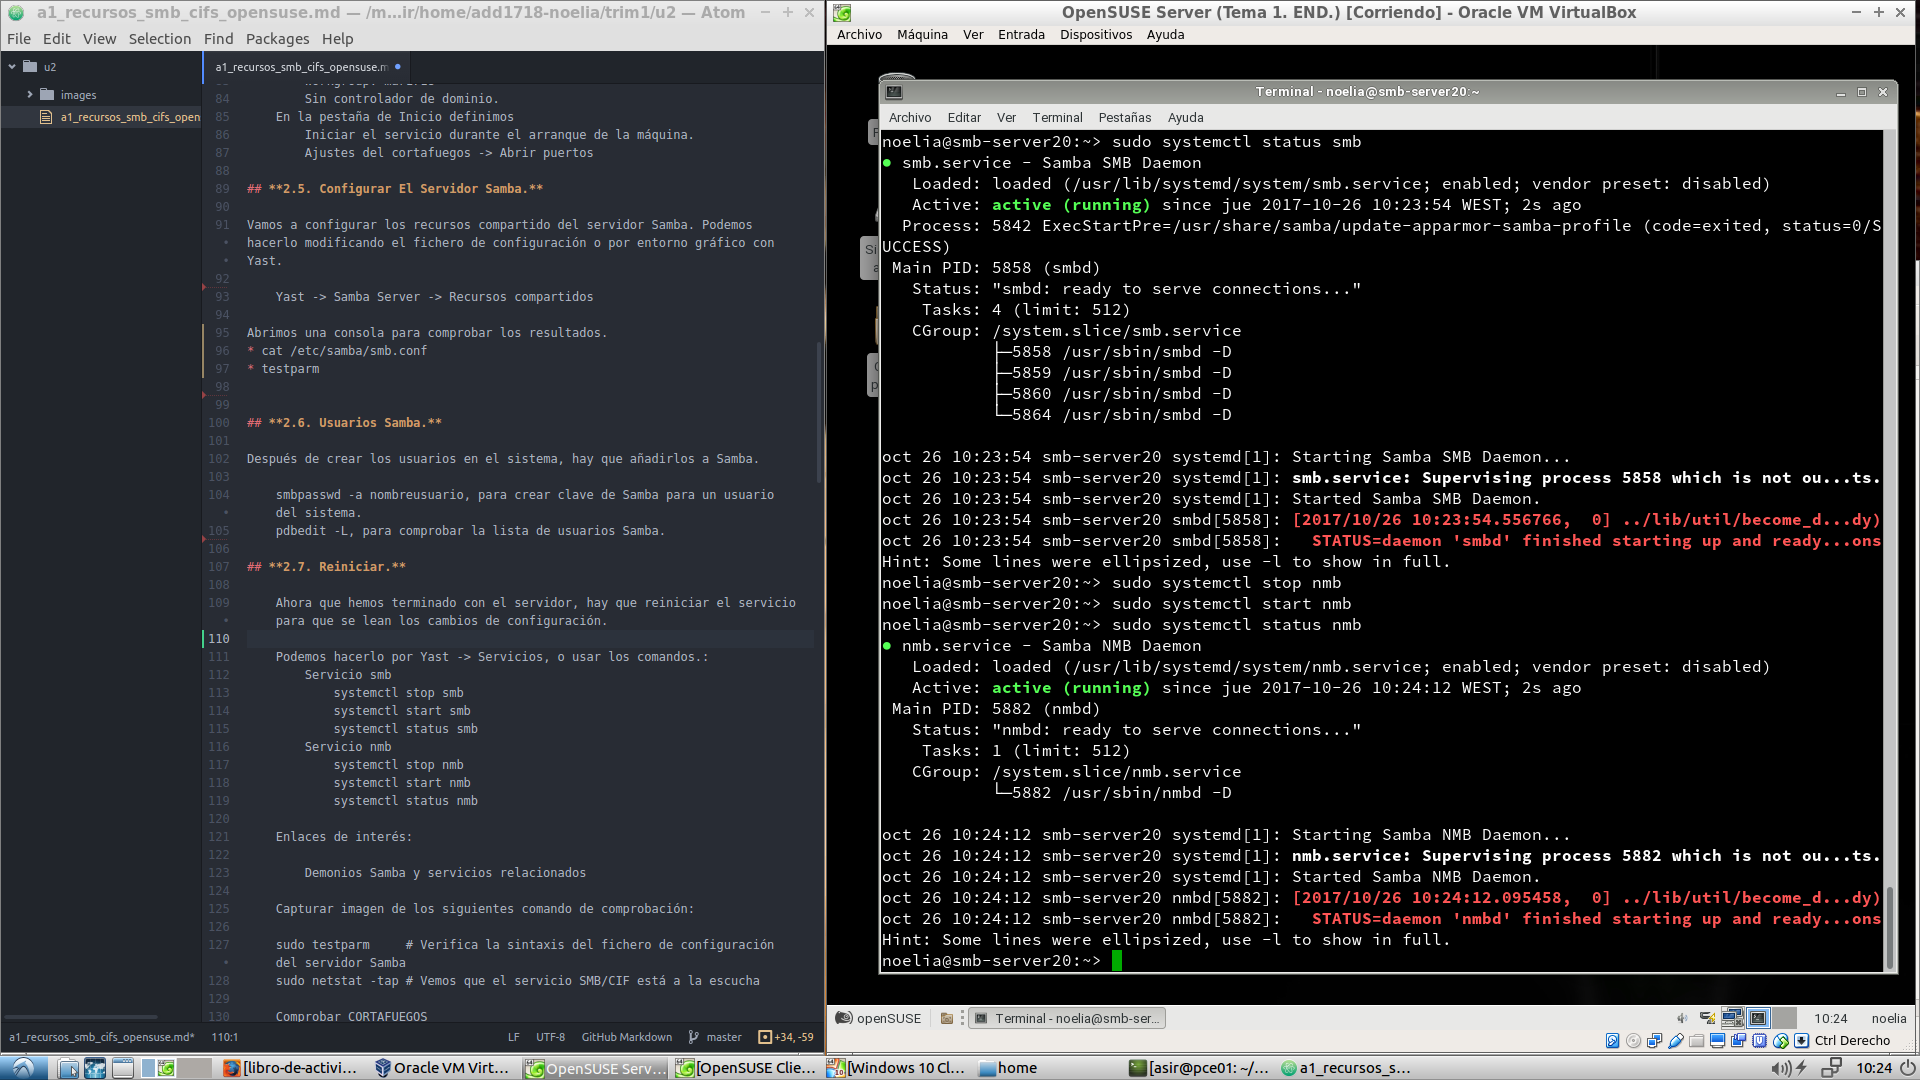 a1_recursos_smb_cifs_opensuse.md — /m...ir/home/add1718-noelia/trim1/u2 — Atom
File Edit View Selection Find Packages Help
u2
images
a1_recursos_smb_cifs_open
a1_recursos_smb_cifs_opensuse.m
84 Sin controlador de dominio.
85 En la pestaña de Inicio definimos
86 Iniciar el servicio durante el arranque de la máquina.
87 Ajustes del cortafuegos -> Abrir puertos
88
89 ## **2.5. Configurar El Servidor Samba.**
90
91 Vamos a configurar los recursos compartido del servidor Samba. Podemos
hacerlo modificando el fichero de configuración o por entorno gráfico con
Yast.
92
93 Yast -> Samba Server -> Recursos compartidos
94
95 Abrimos una consola para comprobar los resultados.
96 * cat /etc/samba/smb.conf
97 * testparm
98
99
100 ## **2.6. Usuarios Samba.**
101
102 Después de crear los usuarios en el sistema, hay que añadirlos a Samba.
103
104 smbpasswd -a nombreusuario, para crear clave de Samba para un usuario
del sistema.
105 pdbedit -L, para comprobar la lista de usuarios Samba.
106
107 ## **2.7. Reiniciar.**
108
109 Ahora que hemos terminado con el servidor, hay que reiniciar el servicio
para que se lean los cambios de configuración.
110
111 Podemos hacerlo por Yast -> Servicios, o usar los comandos.:
112 Servicio smb
113 systemctl stop smb
114 systemctl start smb
115 systemctl status smb
116 Servicio nmb
117 systemctl stop nmb
118 systemctl start nmb
119 systemctl status nmb
120
121 Enlaces de interés:
122
123 Demonios Samba y servicios relacionados
124
125 Capturar imagen de los siguientes comando de comprobación:
126
127 sudo testparm # Verifica la sintaxis del fichero de configuración
del servidor Samba
128 sudo netstat -tap # Vemos que el servicio SMB/CIF está a la escucha
129
130 Comprobar CORTAFUEGOS
a1_recursos_smb_cifs_opensuse.md* 110:1 LF UTF-8 GitHub Markdown master +34, -59
OpenSUSE Server (Tema 1. END.) [Corriendo] - Oracle VM VirtualBox
Archivo Máquina Ver Entrada Dispositivos Ayuda
Terminal - noelia@smb-server20:~
Archivo Editar Ver Terminal Pestañas Ayuda
noelia@smb-server20:~> sudo systemctl status smb
● smb.service - Samba SMB Daemon
Loaded: loaded (/usr/lib/systemd/system/smb.service; enabled; vendor preset: disabled)
Active: active (running) since jue 2017-10-26 10:23:54 WEST; 2s ago
Process: 5842 ExecStartPre=/usr/share/samba/update-apparmor-samba-profile (code=exited, status=0/S
UCCESS)
Main PID: 5858 (smbd)
Status: "smbd: ready to serve connections..."
Tasks: 4 (limit: 512)
CGroup: /system.slice/smb.service
├─5858 /usr/sbin/smbd -D
├─5859 /usr/sbin/smbd -D
├─5860 /usr/sbin/smbd -D
└─5864 /usr/sbin/smbd -D
oct 26 10:23:54 smb-server20 systemd[1]: Starting Samba SMB Daemon...
oct 26 10:23:54 smb-server20 systemd[1]: smb.service: Supervising process 5858 which is not ou...ts.
oct 26 10:23:54 smb-server20 systemd[1]: Started Samba SMB Daemon.
oct 26 10:23:54 smb-server20 smbd[5858]: [2017/10/26 10:23:54.556766, 0] ../lib/util/become_d...dy)
oct 26 10:23:54 smb-server20 smbd[5858]: STATUS=daemon 'smbd' finished starting up and ready...ons
Hint: Some lines were ellipsized, use -l to show in full.
noelia@smb-server20:~> sudo systemctl stop nmb
noelia@smb-server20:~> sudo systemctl start nmb
noelia@smb-server20:~> sudo systemctl status nmb
● nmb.service - Samba NMB Daemon
Loaded: loaded (/usr/lib/systemd/system/nmb.service; enabled; vendor preset: disabled)
Active: active (running) since jue 2017-10-26 10:24:12 WEST; 2s ago
Main PID: 5882 (nmbd)
Status: "nmbd: ready to serve connections..."
Tasks: 1 (limit: 512)
CGroup: /system.slice/nmb.service
└─5882 /usr/sbin/nmbd -D
oct 26 10:24:12 smb-server20 systemd[1]: Starting Samba NMB Daemon...
oct 26 10:24:12 smb-server20 systemd[1]: nmb.service: Supervising process 5882 which is not ou...ts.
oct 26 10:24:12 smb-server20 systemd[1]: Started Samba NMB Daemon.
oct 26 10:24:12 smb-server20 nmbd[5882]: [2017/10/26 10:24:12.095458, 0] ../lib/util/become_d...dy)
oct 26 10:24:12 smb-server20 nmbd[5882]: STATUS=daemon 'nmbd' finished starting up and ready...ons
Hint: Some lines were ellipsized, use -l to show in full.
noelia@smb-server20:~>
openSUSE Terminal - noelia@smb-ser... 10:24 noelia
Ctrl Derecho
[libro-de-activi... Oracle VM Virt... OpenSUSE Serv... [OpenSUSE Clie... [Windows 10 Cl... home [asir@pce01: ~/... a1_recursos_s... 10:24